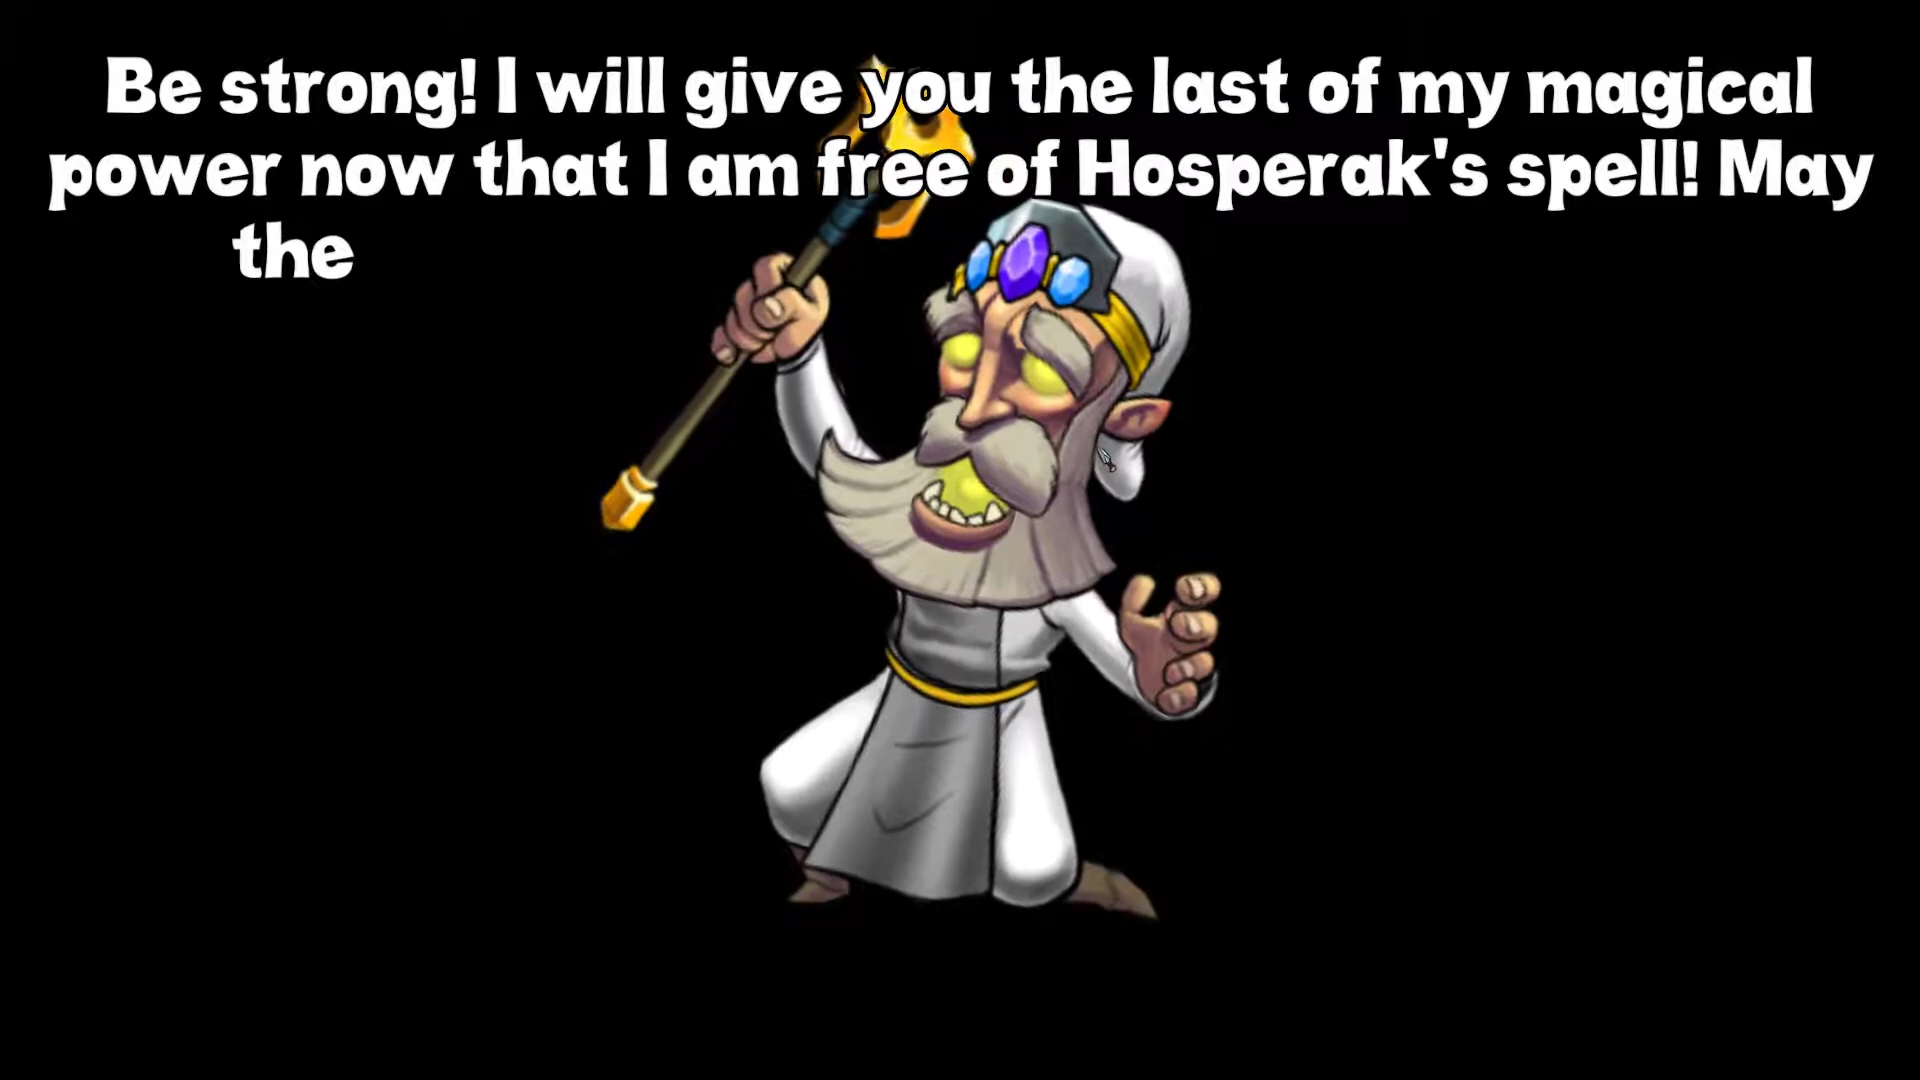 Be strong! I will give you the last of my magical
power now that I am free of Hosperak's spell! May
the